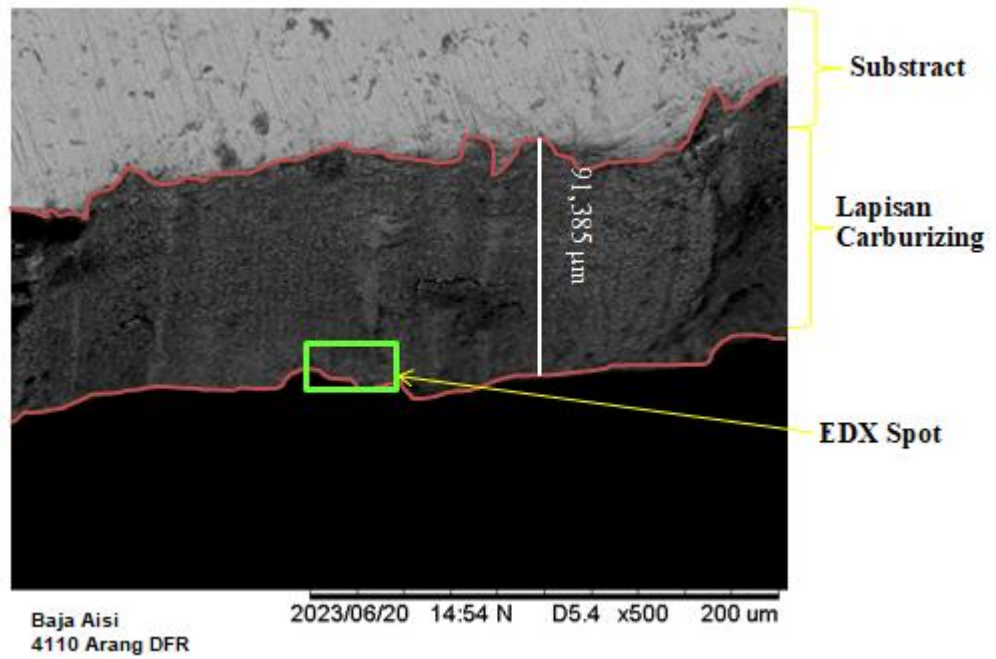 Substract
Lapisan
Carburizing
91,385 µm
EDX Spot
2023/06/20 14:54 N D5.4 x500 200 um
Baja Aisi
4110 Arang DFR